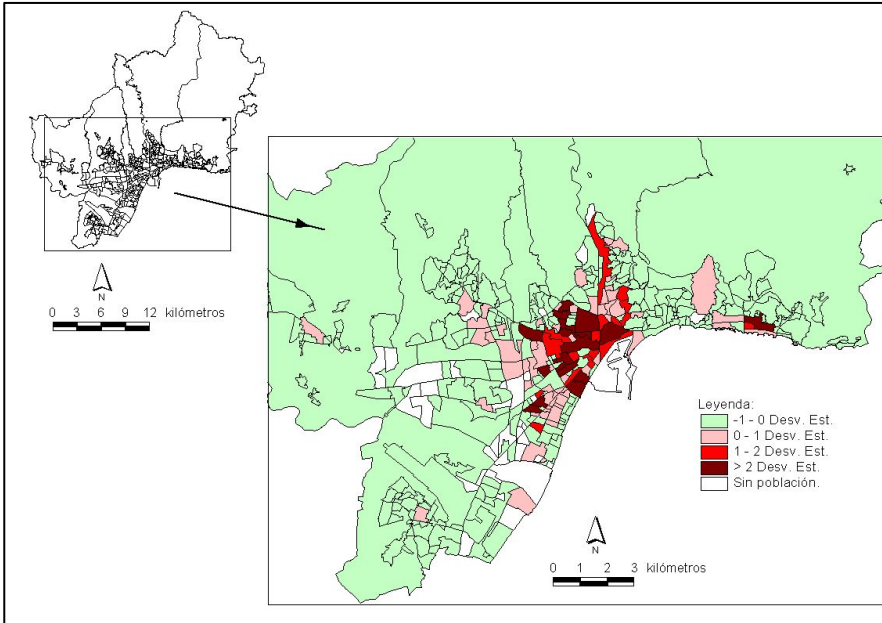 N
0 3 6 9 12 kilómetros
Leyenda:
-1 - 0 Desv. Est.
0 - 1 Desv. Est.
1 - 2 Desv. Est.
> 2 Desv. Est.
Sin población.
N
0 1 2 3 kilómetros